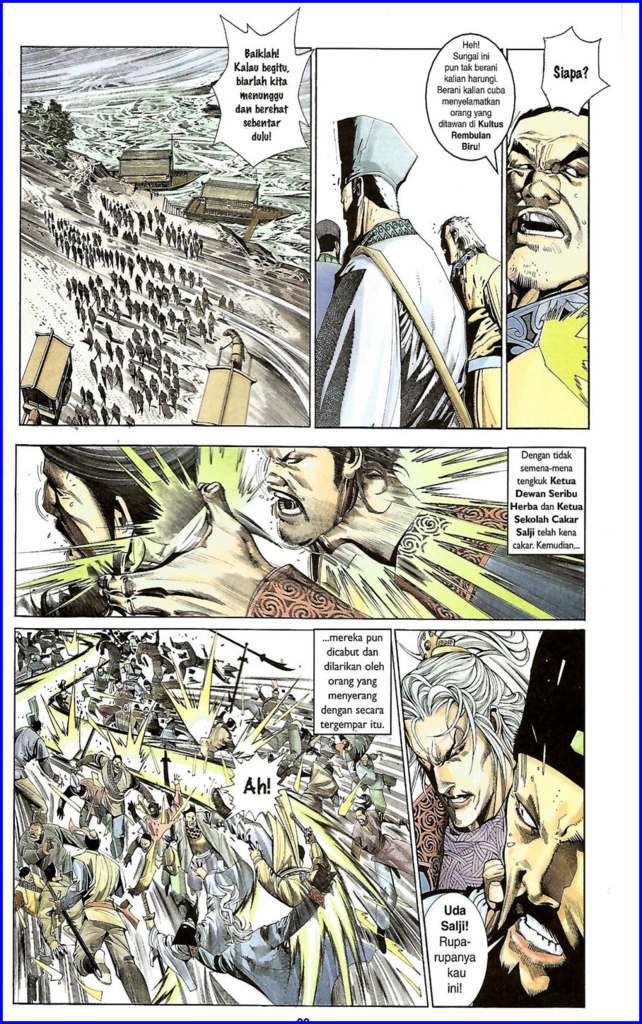 Baiklah!
Kalau begitu,
biarlah kita
menunggu
dan berehat
sebentar
dulu!
Heh!
Sungai ini
pun tak berani
kalian harungi.
Berani kalian cuba
menyelamatkan
orang yang
ditawan di Kultus
Rembulan
Biru!
Siapa?
Dengan tidak
semena-mena
tengkuk Ketua
Dewan Seribu
Herba dan Ketua
Sekolah Cakar
Salji telah kena
cakar. Kemudian...
...mereka pun
dicabut dan
dilarikan oleh
orang yang
menyerang
dengan secara
tergempar itu.
Ah!
Uda
Salji!
Rupa-
rupanya
kau
ini!